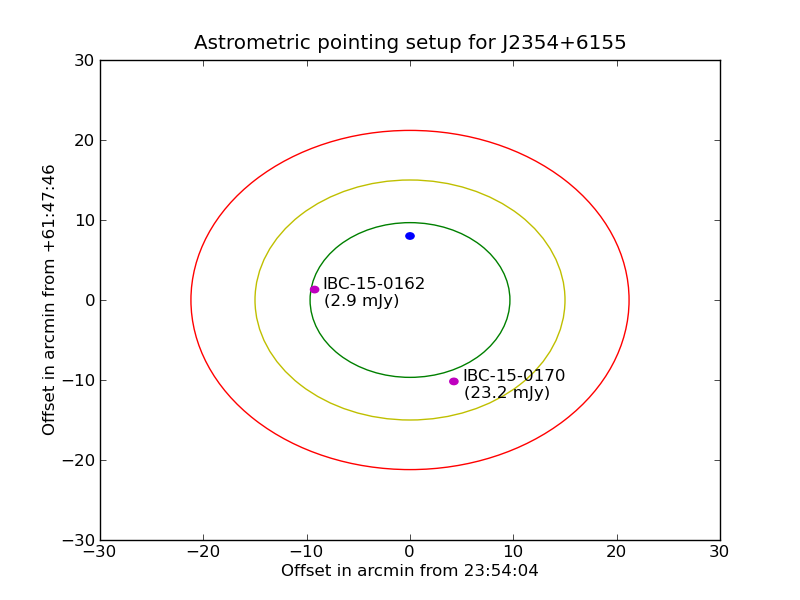 Astrometric pointing setup for J2354+6155
30
20
10
0
−10
−20
−30
Offset in arcmin from +61:47:46
IBC-15-0162
(2.9 mJy)
IBC-15-0170
(23.2 mJy)
−30 −20 −10 0 10 20 30
Offset in arcmin from 23:54:04